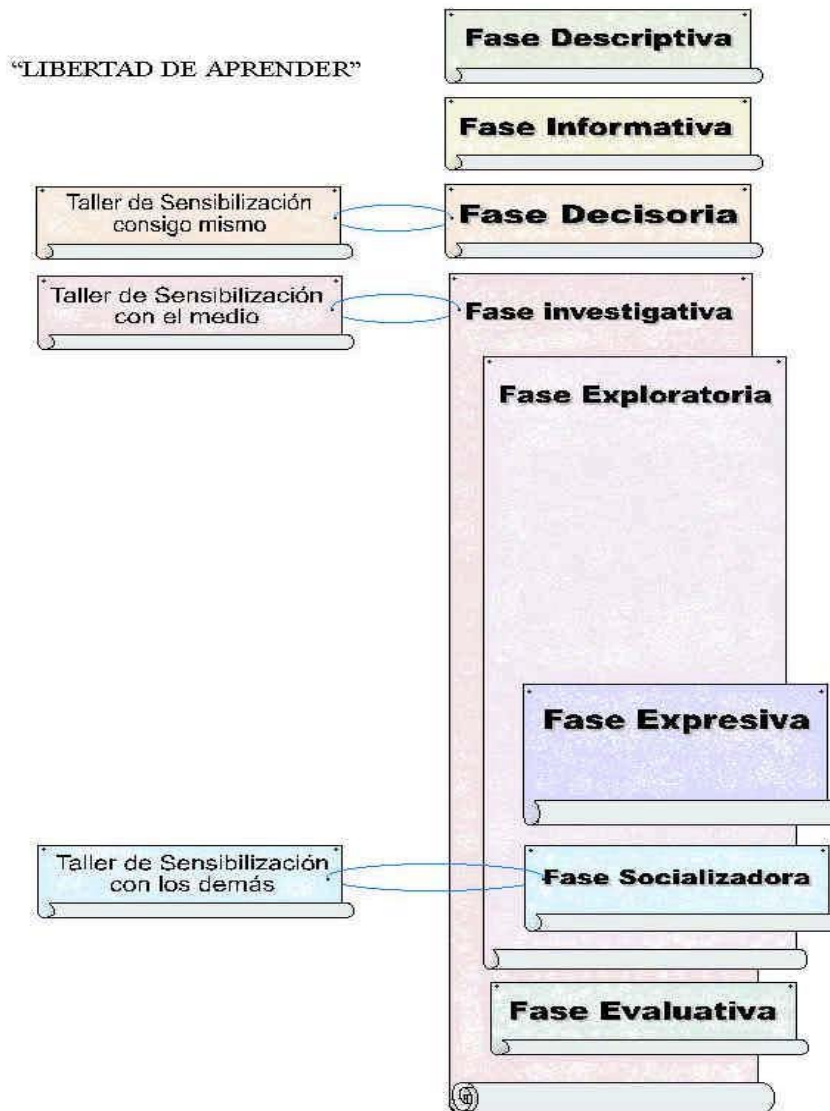 Fase Descriptiva
“LIBERTAD DE APRENDER”
Fase Informativa
Taller de Sensibilización
consigo mismo
Fase Decisoria
Taller de Sensibilización
con el medio
Fase investigativa
Fase Exploratoria
Fase Expresiva
Taller de Sensibilización
con los demás
Fase Socializadora
Fase Evaluativa